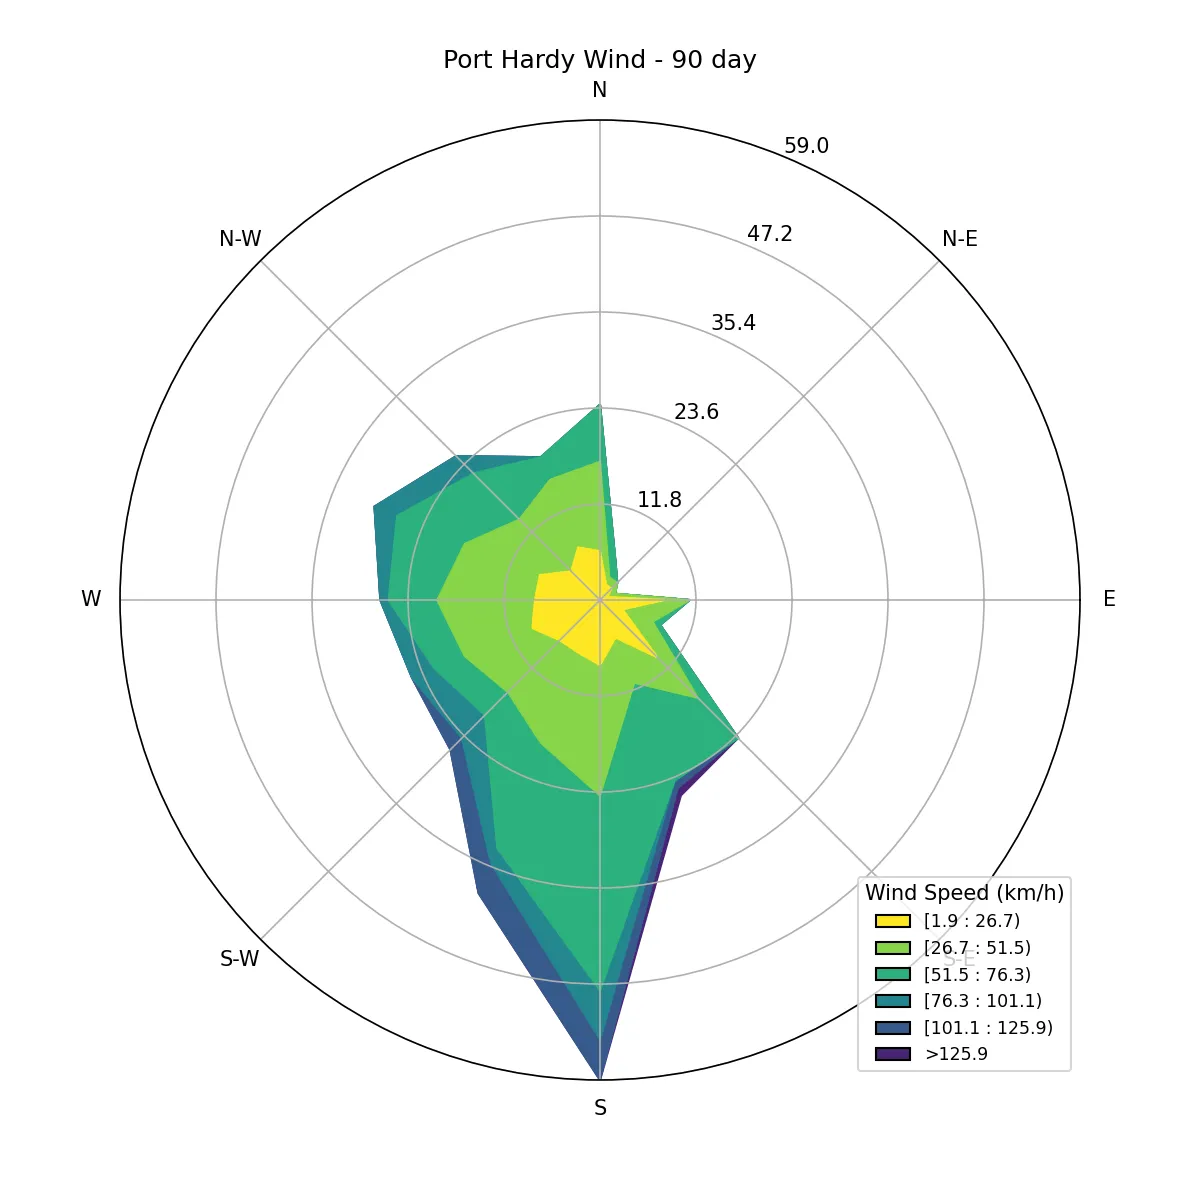 Port Hardy Wind - 90 day
N
59.0
47.2
N-W
N-E
35.4
23.6
11.8
W
E
Wind Speed (km/h)
[1.9 : 26.7)
[26.7 : 51.5)
S-W
S-E
[51.5 : 76.3)
[76.3 : 101.1)
[101.1 : 125.9)
>125.9
S